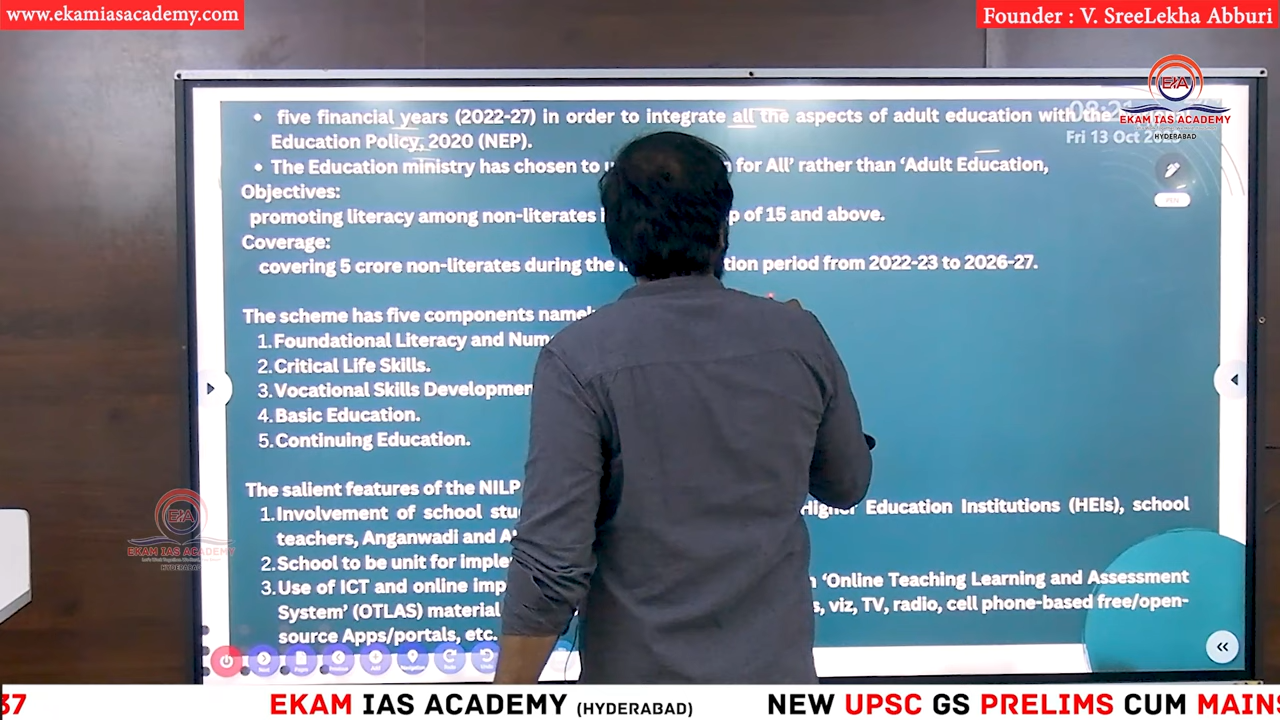 www.ekamiasacademy.com
Founder : V. SreeLekha Abburi
EIA
EKAM IAS ACADEMY
HYDERABAD
Fri 13 Oct
• five financial years (2022-27) in order to integrate all the aspects of adult education with the
Education Policy, 2020 (NEP).
• The Education ministry has chosen to for All’ rather than ‘Adult Education,
Objectives:
promoting literacy among non-literates of 15 and above.
Coverage:
covering 5 crore non-literates during the period from 2022-23 to 2026-27.
The scheme has five components
1. Foundational Literacy and
2. Critical Life Skills.
3. Vocational Skills
4. Basic Education.
5. Continuing Education.
The salient features of the NILP
1. Involvement of school Higher Education Institutions (HEIs), school
teachers, Anganwadi and
2. School to be unit for
3. Use of ICT and online ‘Online Teaching Learning and Assessment
System’ (OTLAS) material viz, TV, radio, cell phone-based free/open-
source Apps/portals, etc.
EIA
EKAM IAS ACADEMY
HYDERABAD
37 EKAM IAS ACADEMY (HYDERABAD) NEW UPSC GS PRELIMS CUM MAINS